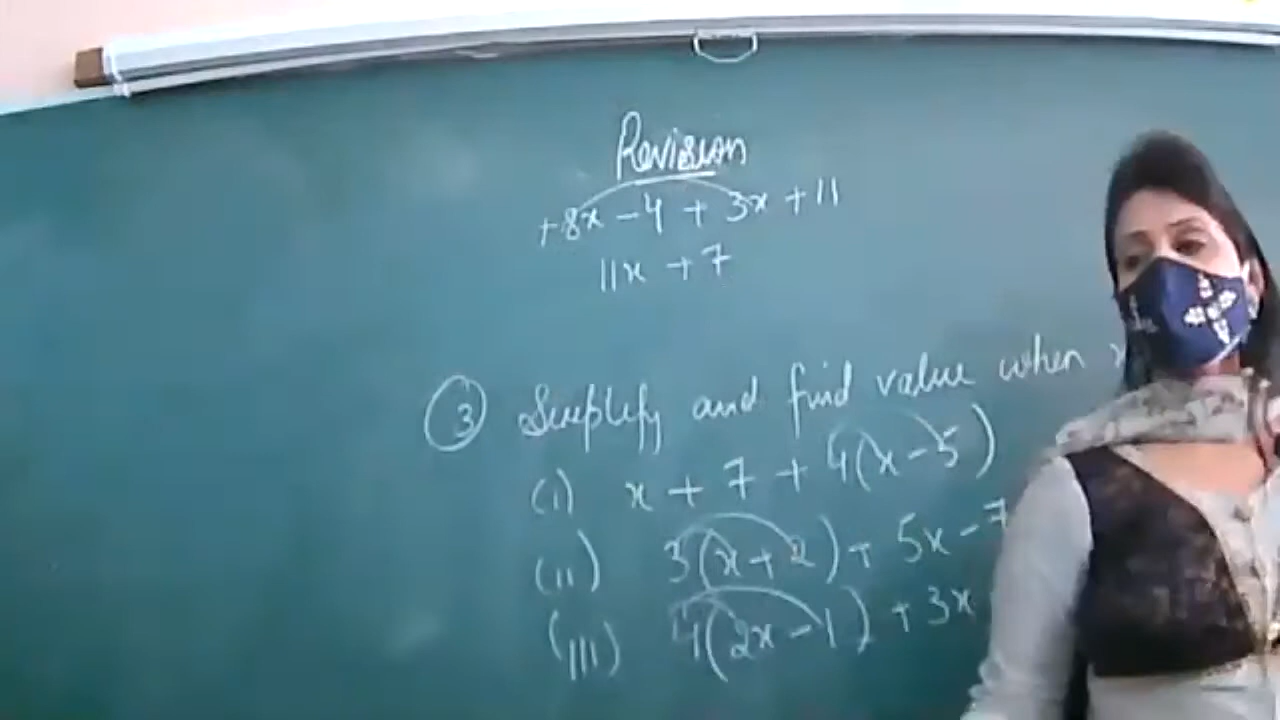 Revision
+8x - 4 + 3x + 11
11x + 7
(3) Simplify and find value when
(i) x + 7 + 4(x - 5)
(ii) 3(x + 2) + 5x - 7
(iii) 4(2x - 1) + 3x